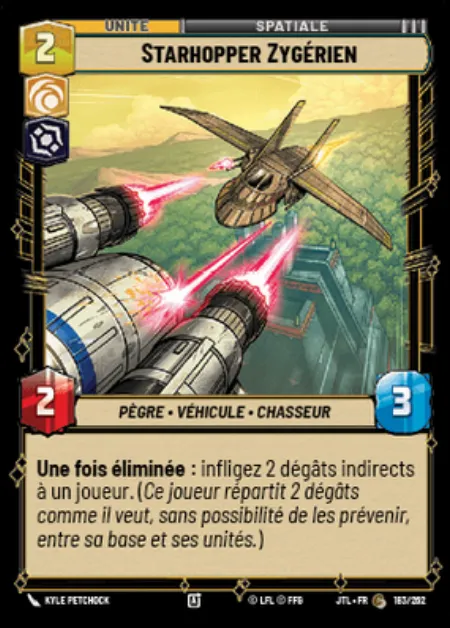 UNITÉ SPATIALE
2 STARHOPPER ZYGÉRIEN
2 PÈGRE • VÉHICULE • CHASSEUR 3
Une fois éliminée : infligez 2 dégâts indirects
à un joueur. (Ce joueur répartit 2 dégâts
comme il veut, sans possibilité de les prévenir,
entre sa base et ses unités.)
KYLE PETCHOCK © LFL © FFG JTL • FR 183/262